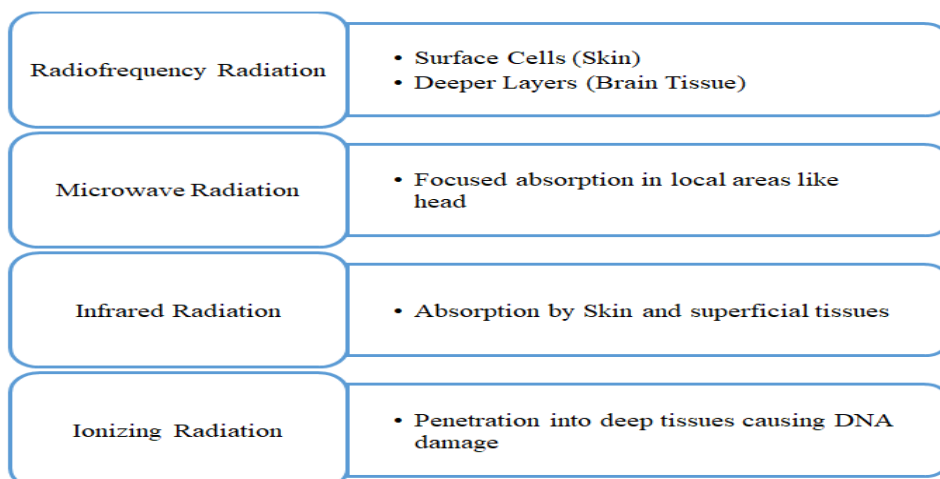 Radiofrequency Radiation
• Surface Cells (Skin)
• Deeper Layers (Brain Tissue)
Microwave Radiation
• Focused absorption in local areas like
head
Infrared Radiation
• Absorption by Skin and superficial tissues
Ionizing Radiation
• Penetration into deep tissues causing DNA
damage